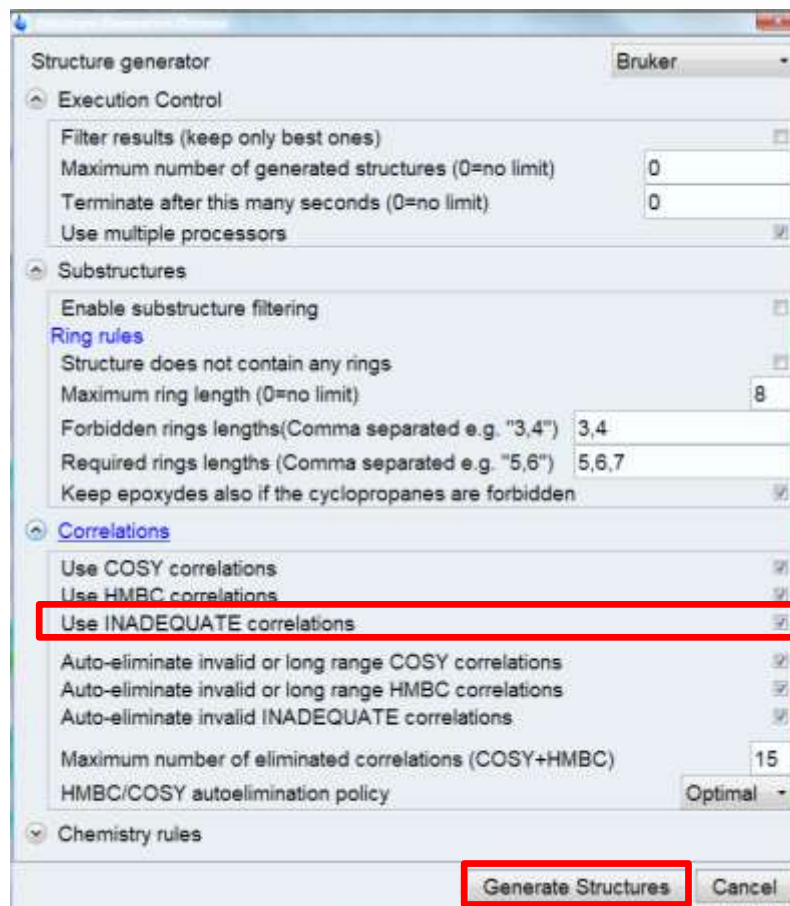 Structure generator Bruker
Execution Control
Filter results (keep only best ones)
Maximum number of generated structures (0=no limit) 0
Terminate after this many seconds (0=no limit) 0
Use multiple processors
Substructures
Enable substructure filtering
Ring rules
Structure does not contain any rings
Maximum ring length (0=no limit) 8
Forbidden rings lengths(Comma separated e.g. "3,4") 3,4
Required rings lengths (Comma separated e.g. "5,6") 5,6,7
Keep epoxydes also if the cyclopropanes are forbidden
Correlations
Use COSY correlations
Use HMBC correlations
Use INADEQUATE correlations
Auto-eliminate invalid or long range COSY correlations
Auto-eliminate invalid or long range HMBC correlations
Auto-eliminate invalid INADEQUATE correlations
Maximum number of eliminated correlations (COSY+HMBC) 15
HMBC/COSY autoelimination policy Optimal
Chemistry rules
Generate Structures Cancel